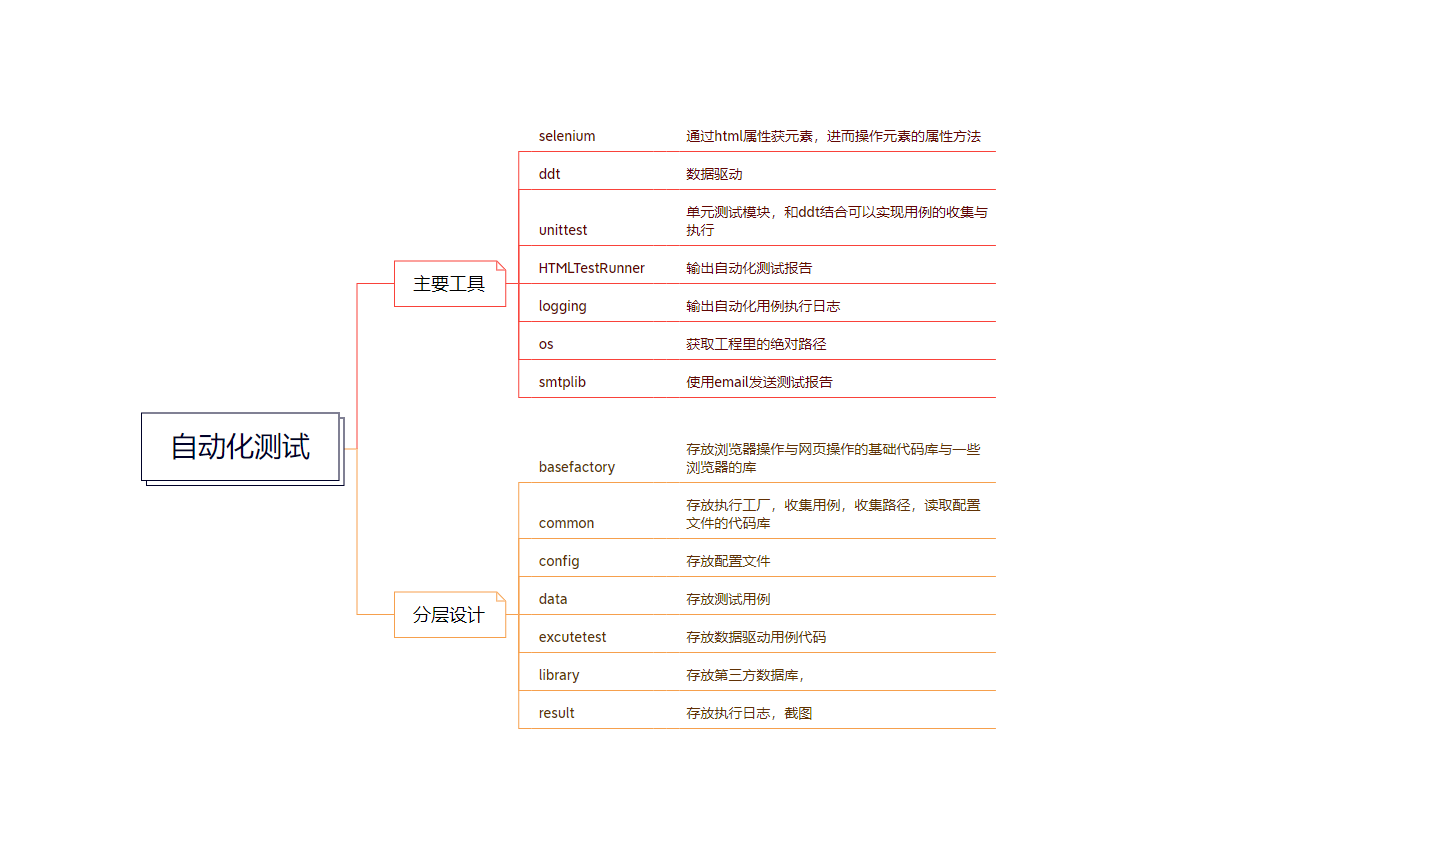 自动化测试
主要工具
selenium 通过html属性获元素，进而操作元素的属性方法
ddt 数据驱动
unittest 单元测试模块，和ddt结合可以实现用例的收集与
执行
HTMLTestRunner 输出自动化测试报告
logging 输出自动化用例执行日志
os 获取工程里的绝对路径
smtplib 使用email发送测试报告
分层设计
basefactory 存放浏览器操作与网页操作的基础代码库与一些
浏览器的库
common 存放执行工厂，收集用例，收集路径，读取配置
文件的代码库
config 存放配置文件
data 存放测试用例
excutetest 存放数据驱动用例代码
library 存放第三方数据库，
result 存放执行日志，截图